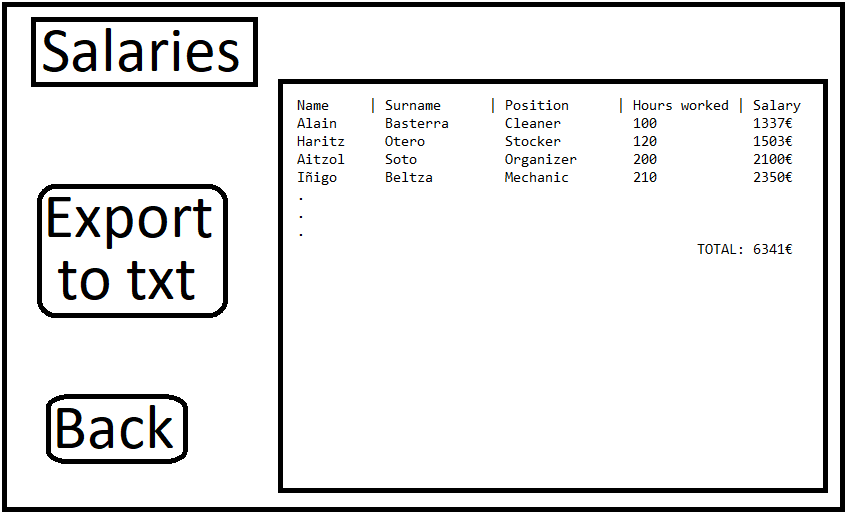 Salaries
Name | Surname | Position | Hours worked | Salary
Alain Basterra Cleaner 100 1337€
Haritz Otero Stocker 120 1503€
Aitzol Soto Organizer 200 2100€
Iñigo Beltza Mechanic 210 2350€
.
.
.
TOTAL: 6341€
Export
to txt
Back